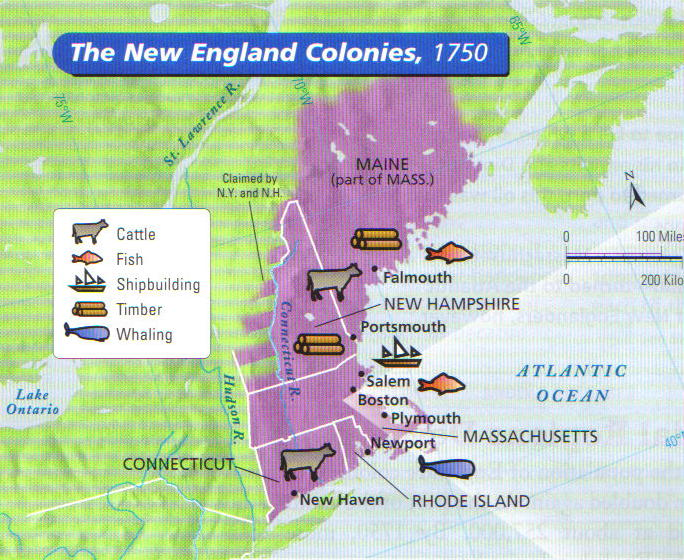 The New England Colonies, 1750
65°W
70°W
75°W
St. Lawrence R.
MAINE
(part of MASS.)
Claimed by
N.Y. and N.H.
N
Cattle
Fish
Shipbuilding
Timber
Whaling
0 100 Mile
0 200 Kilo
Falmouth
NEW HAMPSHIRE
Connecticut R.
Portsmouth
ATLANTIC
OCEAN
Lake
Ontario
Hudson R.
Salem
Boston
Plymouth
MASSACHUSETTS
40°
Newport
CONNECTICUT
New Haven
RHODE ISLAND